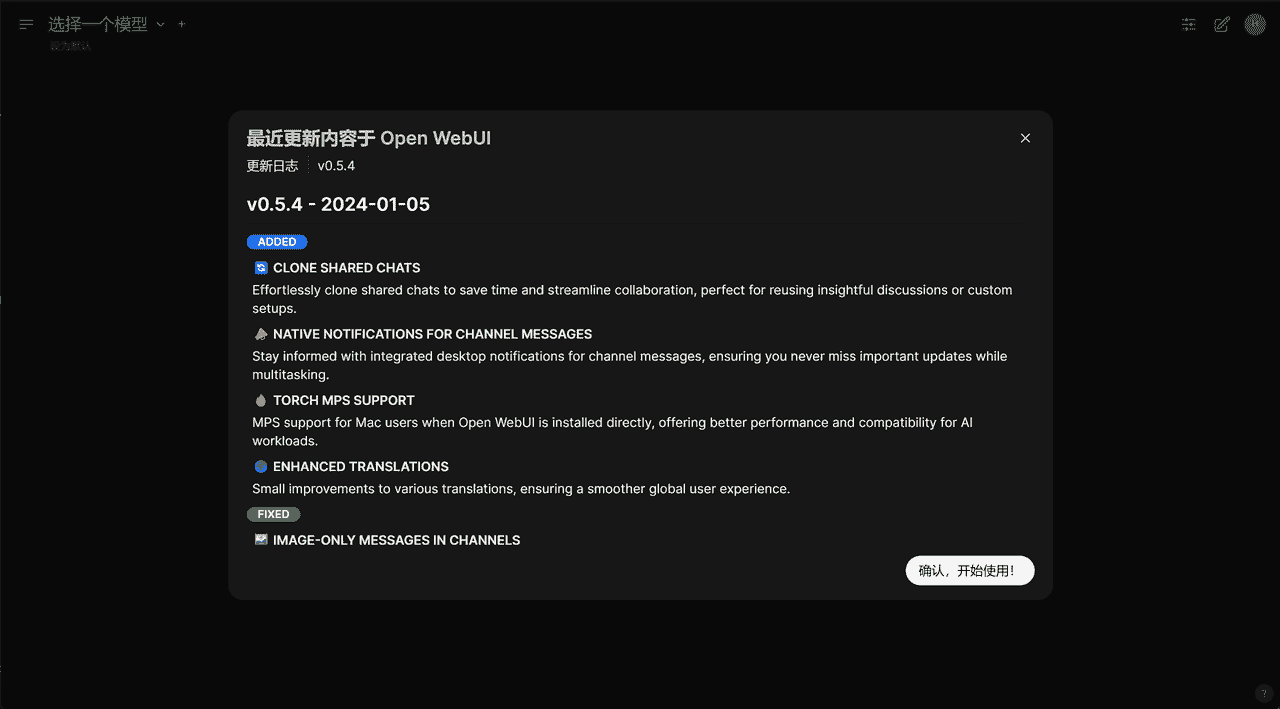 选择一个模型
设为默认
最近更新内容于 Open WebUI
更新日志 v0.5.4
v0.5.4 - 2024-01-05
ADDED
CLONE SHARED CHATS
Effortlessly clone shared chats to save time and streamline collaboration, perfect for reusing insightful discussions or custom
setups.
NATIVE NOTIFICATIONS FOR CHANNEL MESSAGES
Stay informed with integrated desktop notifications for channel messages, ensuring you never miss important updates while
multitasking.
TORCH MPS SUPPORT
MPS support for Mac users when Open WebUI is installed directly, offering better performance and compatibility for AI
workloads.
ENHANCED TRANSLATIONS
Small improvements to various translations, ensuring a smoother global user experience.
FIXED
IMAGE-ONLY MESSAGES IN CHANNELS
确认，开始使用！
?